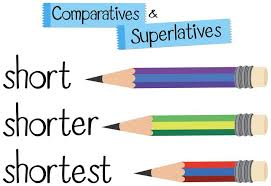 Comparatives &
Superlatives
short
shorter
shortest